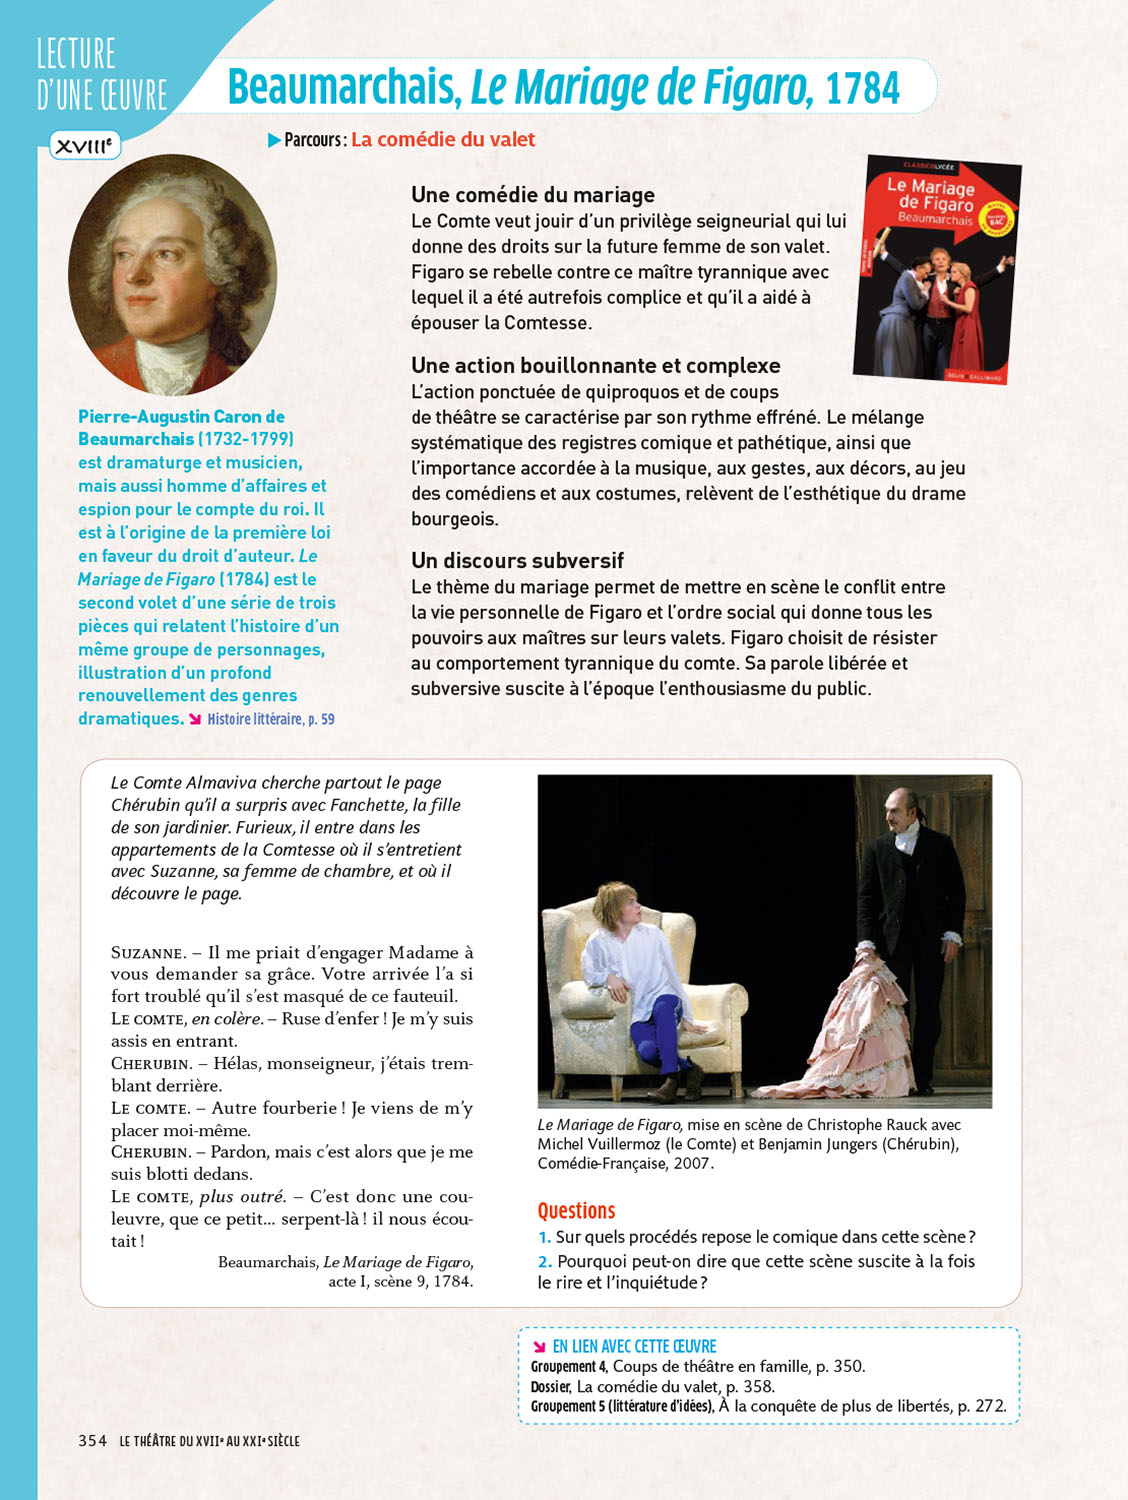 LECTURE
D'UNE ŒUVRE
XVIIIe
Beaumarchais, Le Mariage de Figaro, 1784
▶ Parcours : La comédie du valet
Pierre-Augustin Caron de
Beaumarchais (1732-1799)
est dramaturge et musicien,
mais aussi homme d'affaires et
espion pour le compte du roi. Il
est à l'origine de la première loi
en faveur du droit d'auteur. Le
Mariage de Figaro (1784) est le
second volet d'une série de trois
pièces qui relatent l'histoire d'un
même groupe de personnages,
illustration d'un profond
renouvellement des genres
dramatiques. ➘ Histoire littéraire, p. 59
Une comédie du mariage
Le Comte veut jouir d'un privilège seigneurial qui lui
donne des droits sur la future femme de son valet.
Figaro se rebelle contre ce maître tyrannique avec
lequel il a été autrefois complice et qu'il a aidé à
épouser la Comtesse.
CLASSICOLYCÉE
Le Mariage
de Figaro
Beaumarchais
BAC
BELIN GALLIMARD
Une action bouillonnante et complexe
L'action ponctuée de quiproquos et de coups
de théâtre se caractérise par son rythme effréné. Le mélange
systématique des registres comique et pathétique, ainsi que
l'importance accordée à la musique, aux gestes, aux décors, au jeu
des comédiens et aux costumes, relèvent de l'esthétique du drame
bourgeois.
Un discours subversif
Le thème du mariage permet de mettre en scène le conflit entre
la vie personnelle de Figaro et l'ordre social qui donne tous les
pouvoirs aux maîtres sur leurs valets. Figaro choisit de résister
au comportement tyrannique du comte. Sa parole libérée et
subversive suscite à l'époque l'enthousiasme du public.
Le Comte Almaviva cherche partout le page
Chérubin qu'il a surpris avec Fanchette, la fille
de son jardinier. Furieux, il entre dans les
appartements de la Comtesse où il s'entretient
avec Suzanne, sa femme de chambre, et où il
découvre le page.
SUZANNE. – Il me priait d'engager Madame à
vous demander sa grâce. Votre arrivée l'a si
fort troublé qu'il s'est masqué de ce fauteuil.
LE COMTE, en colère. – Ruse d'enfer ! Je m'y suis
assis en entrant.
CHERUBIN. – Hélas, monseigneur, j'étais trem-
blant derrière.
LE COMTE. – Autre fourberie ! Je viens de m'y
placer moi-même.
CHERUBIN. – Pardon, mais c'est alors que je me
suis blotti dedans.
LE COMTE, plus outré. – C'est donc une cou-
leuvre, que ce petit... serpent-là ! il nous écou-
tait !
Beaumarchais, Le Mariage de Figaro,
acte I, scène 9, 1784.
Le Mariage de Figaro, mise en scène de Christophe Rauck avec
Michel Vuillermoz (le Comte) et Benjamin Jungers (Chérubin),
Comédie-Française, 2007.
Questions
1. Sur quels procédés repose le comique dans cette scène ?
2. Pourquoi peut-on dire que cette scène suscite à la fois
le rire et l'inquiétude ?
➘ EN LIEN AVEC CETTE ŒUVRE
Groupement 4, Coups de théâtre en famille, p. 350.
Dossier, La comédie du valet, p. 358.
Groupement 5 (littérature d'idées), À la conquête de plus de libertés, p. 272.
354 LE THÉÂTRE DU XVIIe AU XXIe SIÈCLE